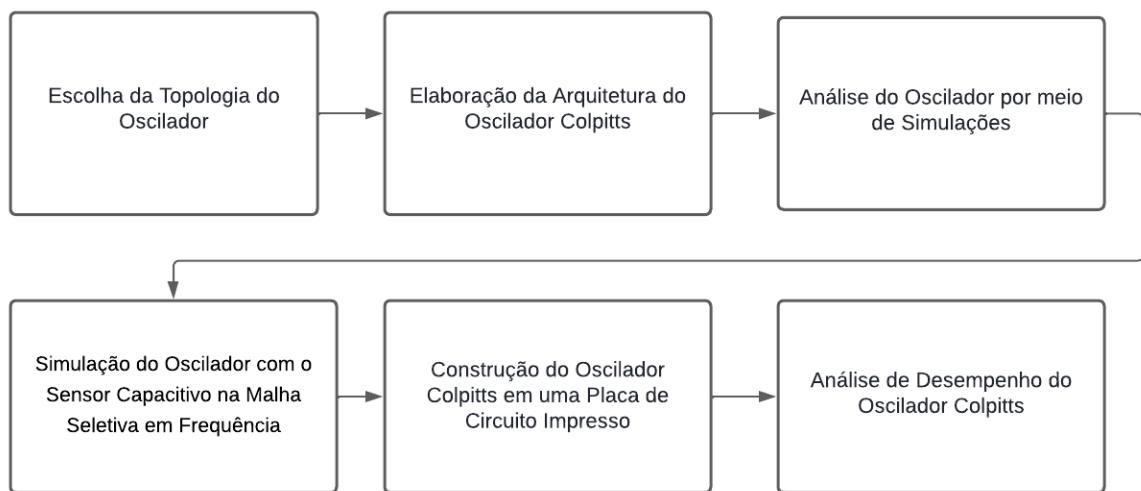 Escolha da Topologia do
Oscilador
Elaboração da Arquitetura do
Oscilador Colpitts
Análise do Oscilador por meio
de Simulações
Simulação do Oscilador com o
Sensor Capacitivo na Malha
Seletiva em Frequência
Construção do Oscilador
Colpitts em uma Placa de
Circuito Impresso
Análise de Desempenho do
Oscilador Colpitts